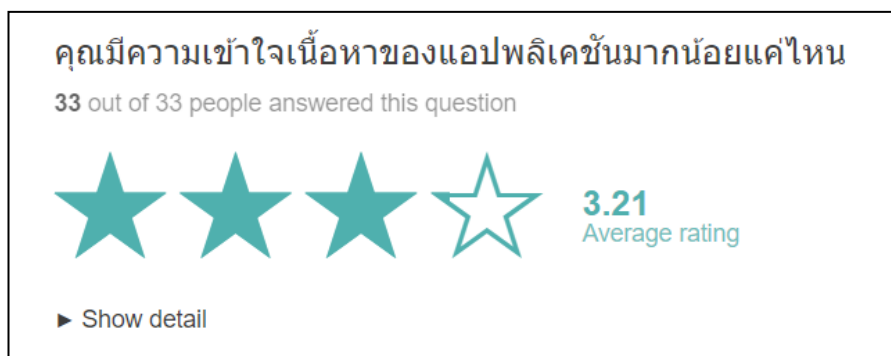 คุณมีความเข้าใจเนื้อหาของแอปพลิเคชันมากน้อยแค่ไหน
33 out of 33 people answered this question
3.21
Average rating
► Show detail